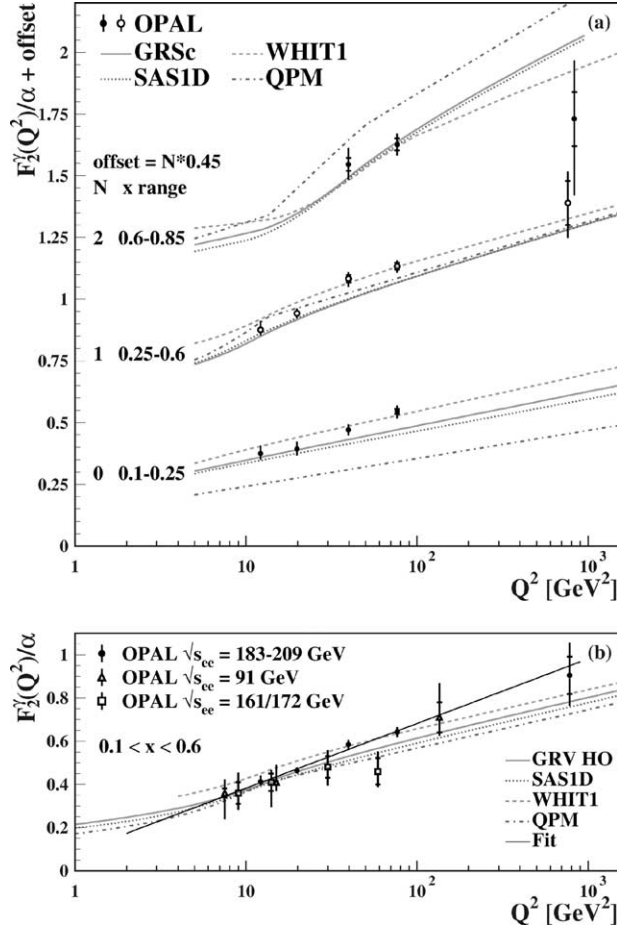 (a)
OPAL
GRSc WHIT1
SAS1D QPM
F₂^γ(Q²)/α + offset
2
1.75
1.5
1.25
1
0.75
0.5
0.25
0
offset = N*0.45
N x range
2 0.6-0.85
1 0.25-0.6
0 0.1-0.25
1 10 10² 10³
Q² [GeV²]
(b)
F₂^γ(Q²)/α
1
0.8
0.6
0.4
0.2
0
OPAL √s_ee = 183-209 GeV
OPAL √s_ee = 91 GeV
OPAL √s_ee = 161/172 GeV
0.1 < x < 0.6
GRV HO
SAS1D
WHIT1
QPM
Fit
1 10 10² 10³
Q² [GeV²]